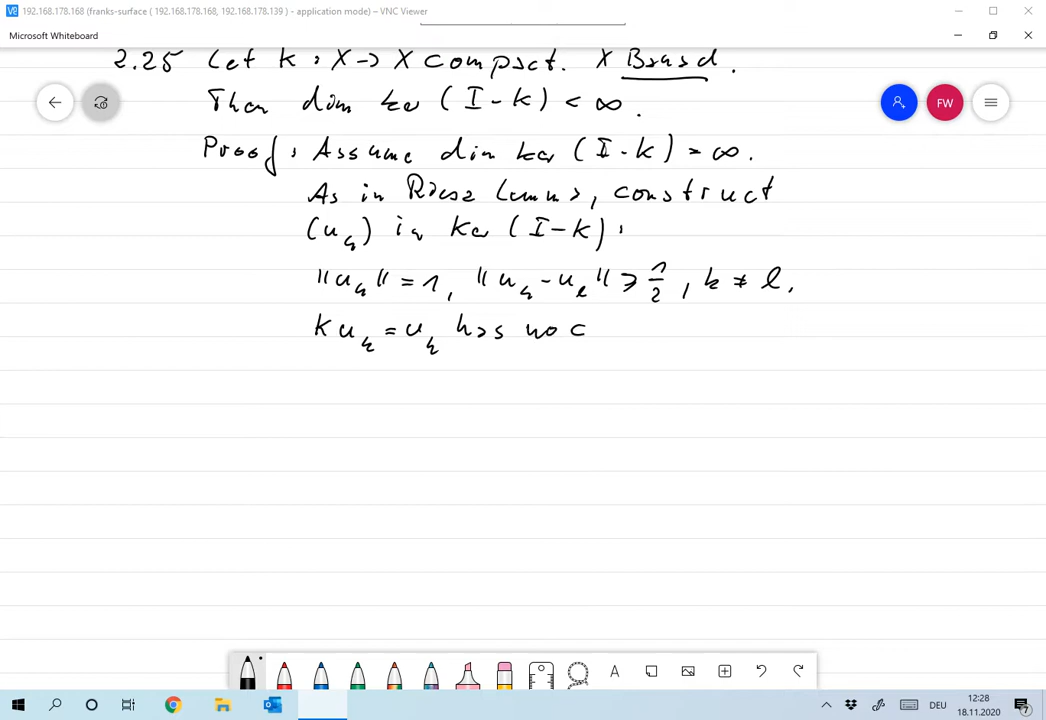 192.168.178.168 (franks-surface ( 192.168.178.168, 192.168.178.139 ) - application mode) – VNC Viewer
Microsoft Whiteboard
2.25 Let K : X → X compact. X Banach.
Then dim ker (I - K) < ∞.
FW
Proof: Assume dim ker (I - K) = ∞.
As in Riesz Lemma, construct
(u_k) in ker (I - K) :
||u_k|| = 1, ||u_k - u_l|| ≥ 1/2, k ≠ l,
K u_k = u_k has no c
A
DEU
12:28
18.11.2020
7